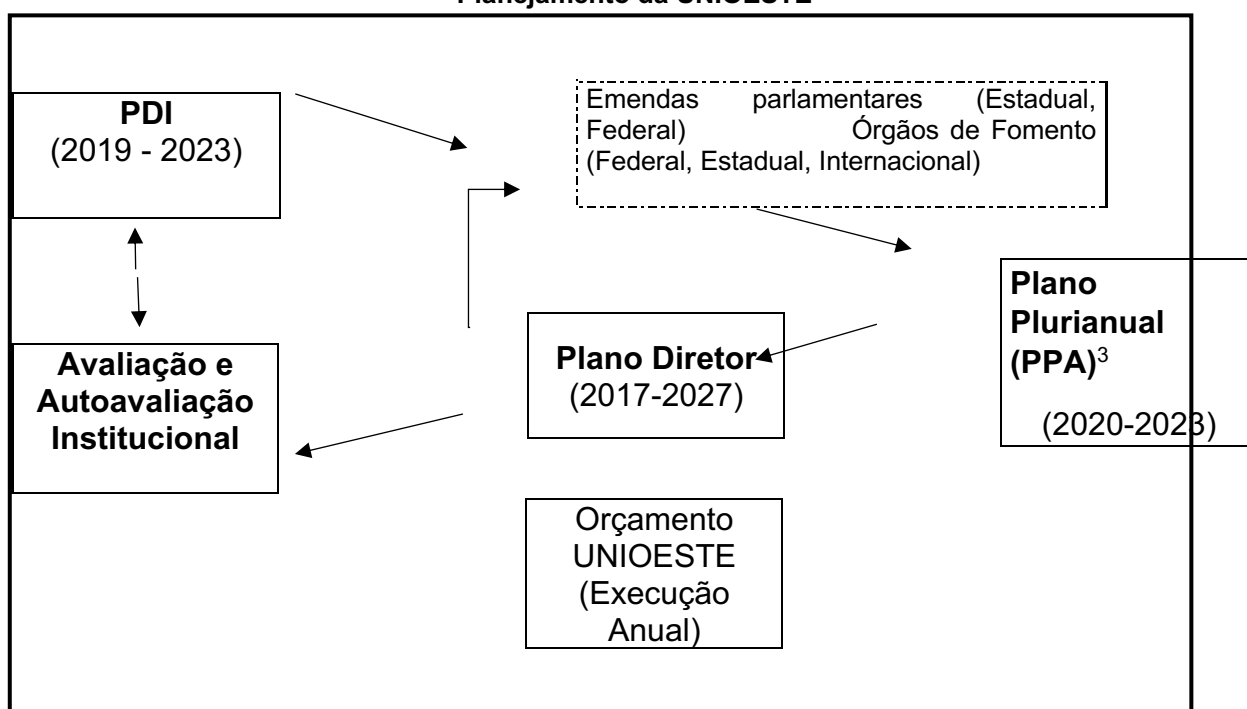 Planejamento da UNIOESTE
PDI
(2019 - 2023)
Emendas parlamentares (Estadual,
Federal) Órgãos de Fomento
(Federal, Estadual, Internacional)
Plano
Plurianual
(PPA)³
(2020-2023)
Plano Diretor
(2017-2027)
Avaliação e
Autoavaliação
Institucional
Orçamento
UNIOESTE
(Execução
Anual)